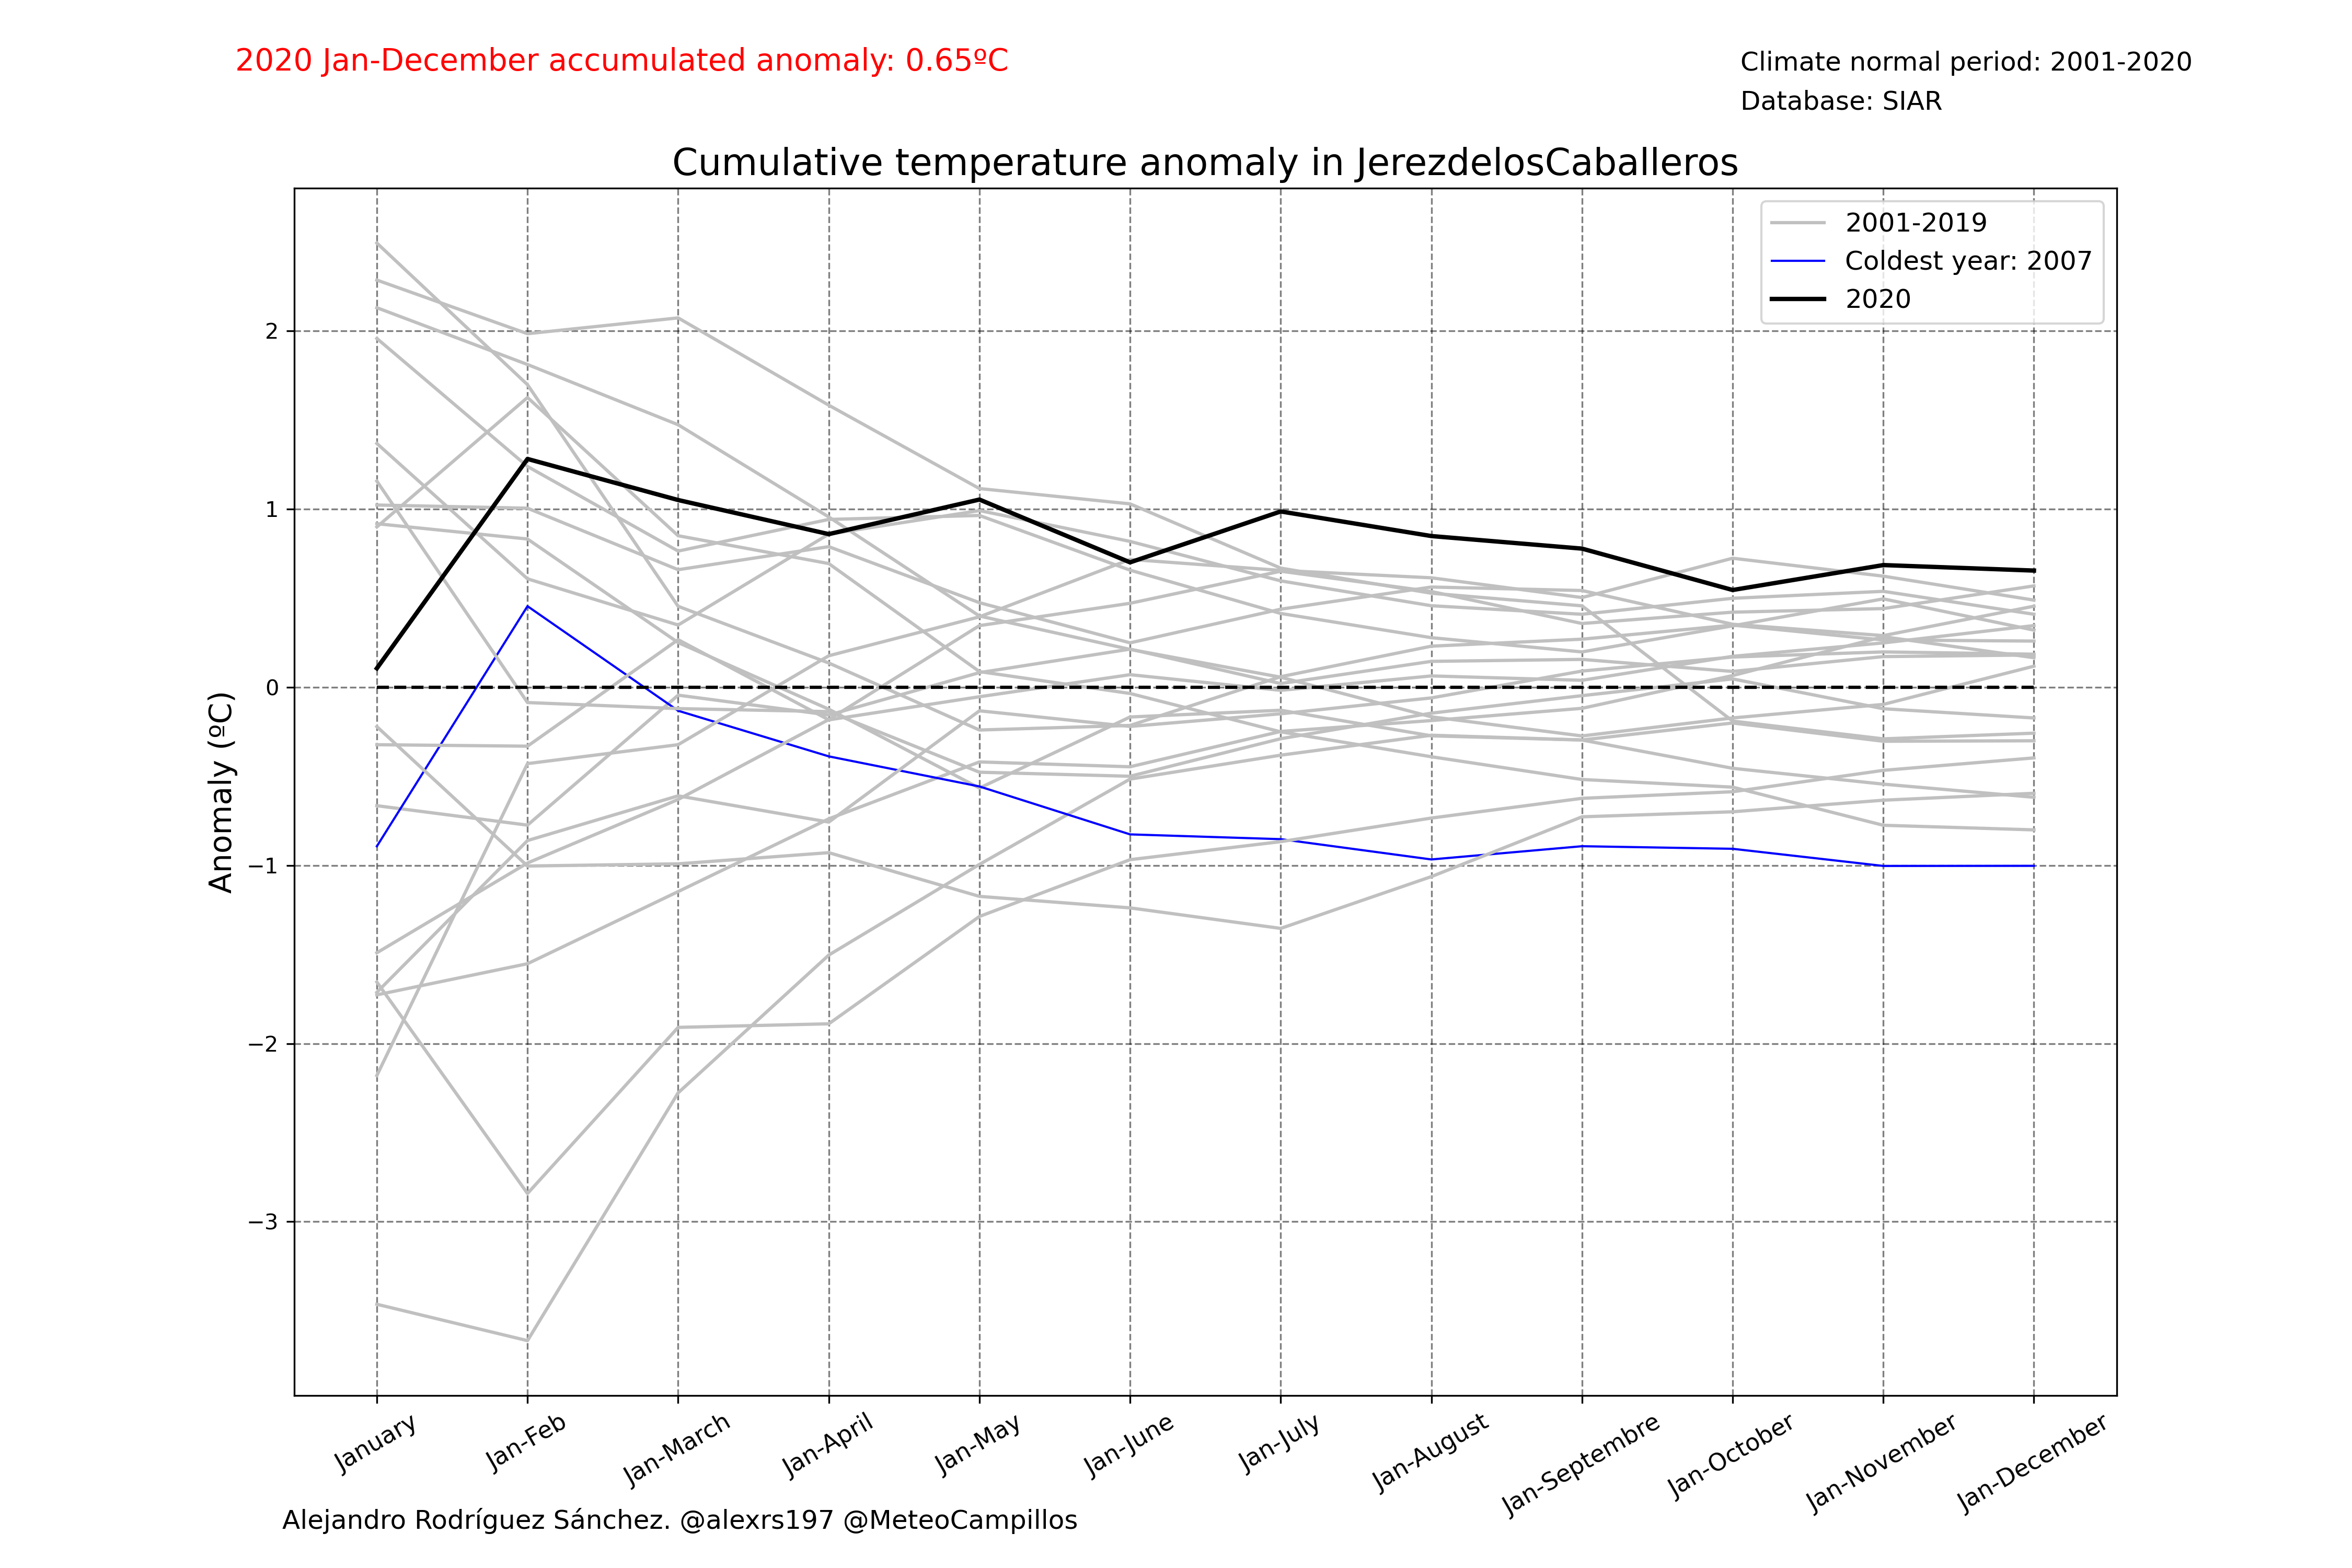 2020 Jan-December accumulated anomaly: 0.65ºC
Climate normal period: 2001-2020
Database: SIAR
Cumulative temperature anomaly in JerezdelosCaballeros
2001-2019
Coldest year: 2007
2020
Anomaly (ºC)
2
1
0
−1
−2
−3
January
Jan-Feb
Jan-March
Jan-April
Jan-May
Jan-June
Jan-July
Jan-August
Jan-Septembre
Jan-October
Jan-November
Jan-December
Alejandro Rodríguez Sánchez. @alexrs197 @MeteoCampillos